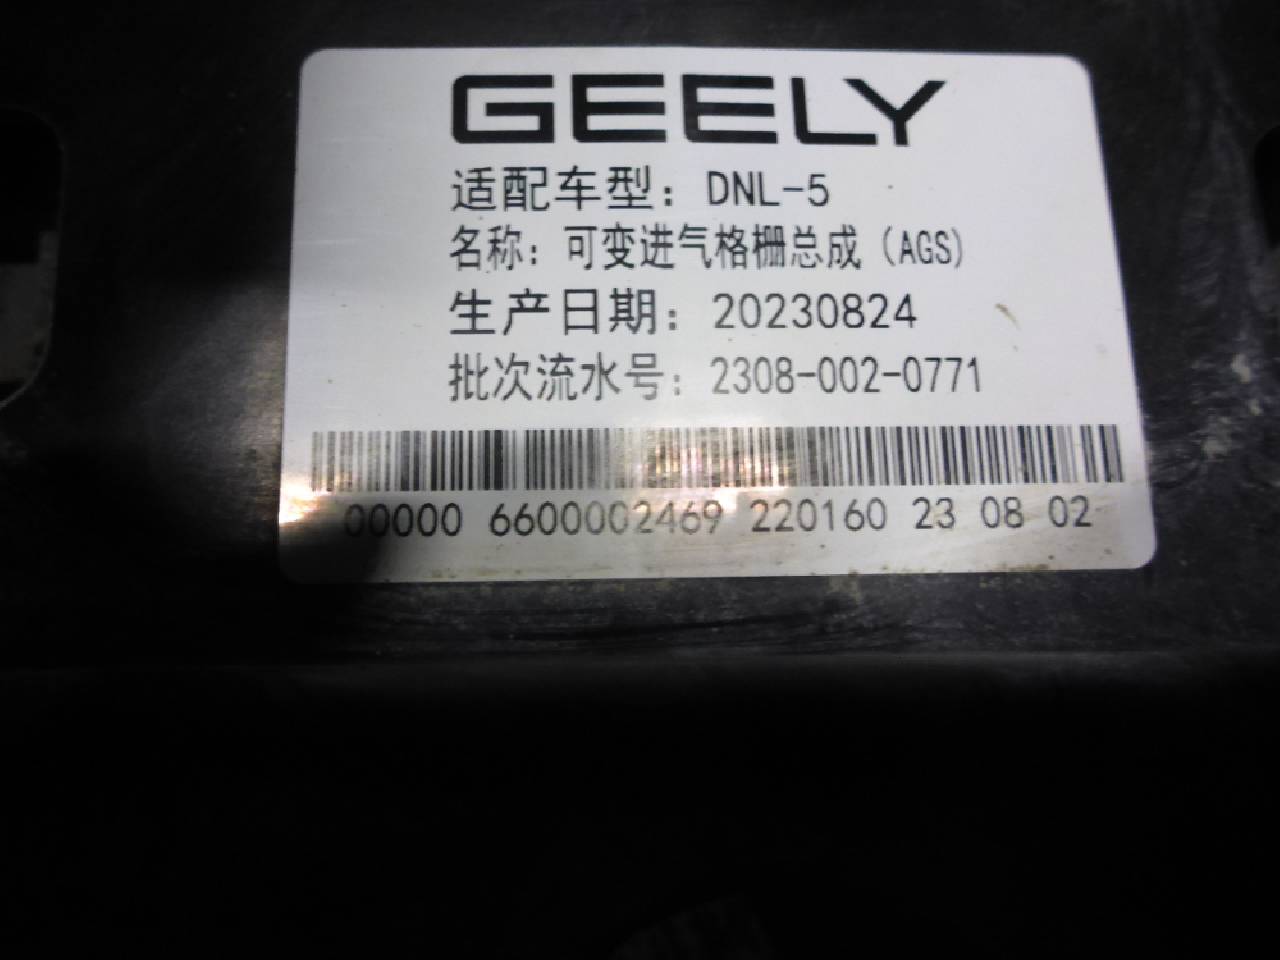 GEELY
适配车型：DNL-5
名称：可变进气格栅总成（AGS）
生产日期：20230824
批次流水号：2308-002-0771
00000 6600002469 220160 23 08 02